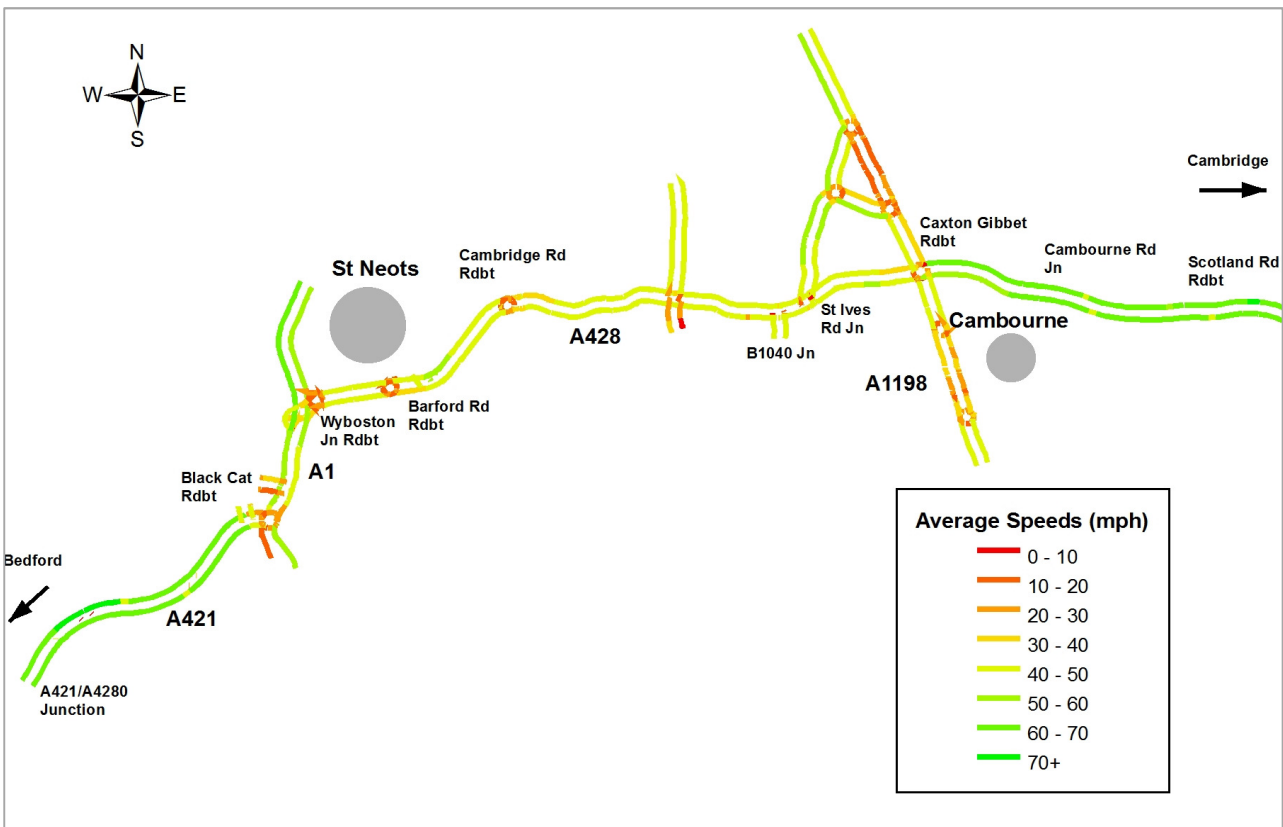 N
W
E
S
Cambridge
Caxton Gibbet
Rdbt
Cambourne Rd
Jn
Scotland Rd
Rdbt
Cambridge Rd
Rdbt
St Neots
A428
St Ives
Rd Jn
Cambourne
B1040 Jn
A1198
Barford Rd
Rdbt
Wyboston
Jn Rdbt
A1
Black Cat
Rdbt
Bedford
A421
A421/A4280
Junction
Average Speeds (mph)
0 - 10
10 - 20
20 - 30
30 - 40
40 - 50
50 - 60
60 - 70
70+